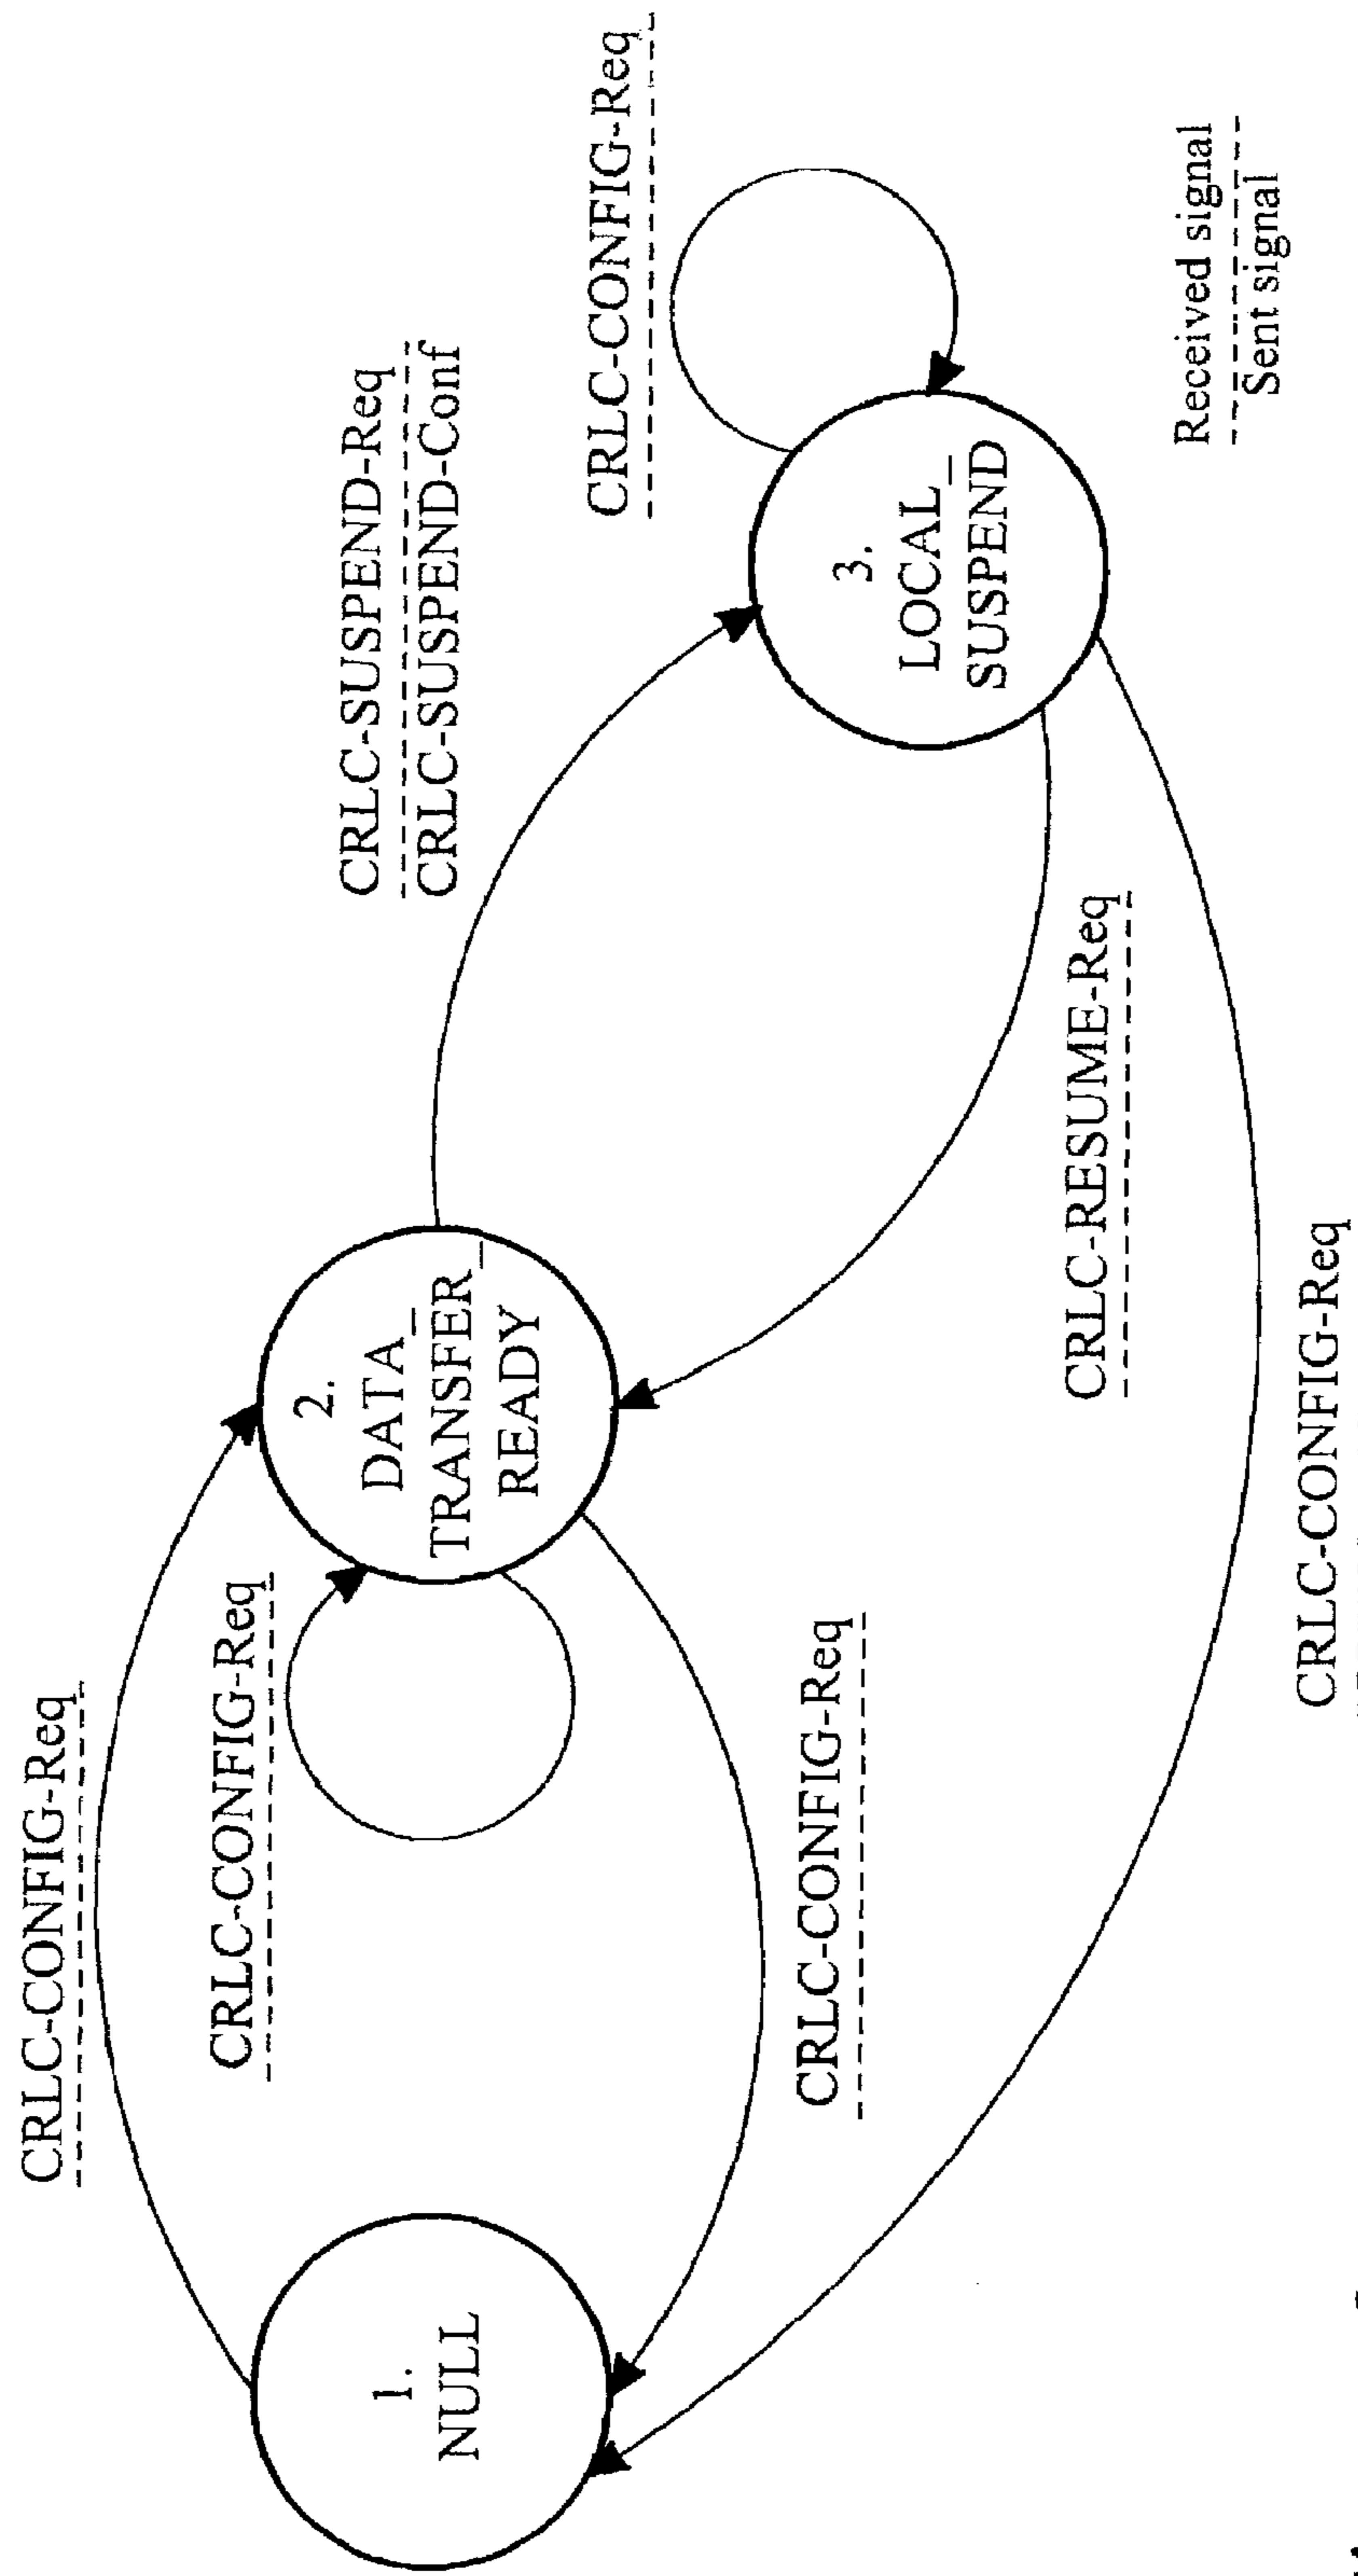 CRLC-CONFIG-Req
CRLC-CONFIG-Req
1.
NULL
2.
DATA_
TRANSFER_
READY
CRLC-CONFIG-Req
CRLC-SUSPEND-Req
CRLC-SUSPEND-Conf
CRLC-CONFIG-Req
3.
LOCAL_
SUSPEND
CRLC-RESUME-Req
CRLC-CONFIG-Req
Received signal
Sent signal